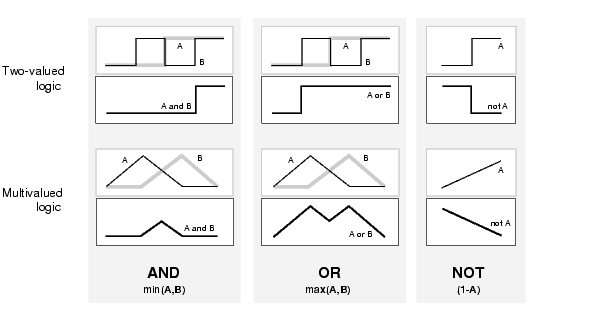 A
B
A
B
A
Two-valued
logic
A and B
A or B
not A
A
B
A
B
A
Multivalued
logic
A and B
A or B
not A
AND
OR
NOT
min(A,B)
max(A,B)
(1-A)